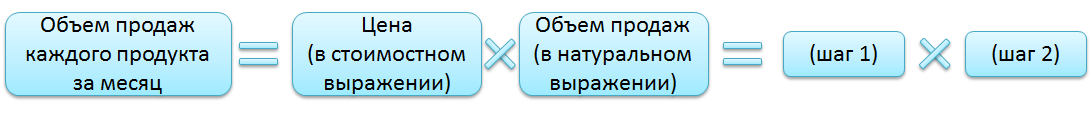 Объем продаж
каждого продукта
за месяц
=
Цена
(в стоимостном
выражении)
×
Объем продаж
(в натуральном
выражении)
=
(шаг 1)
×
(шаг 2)